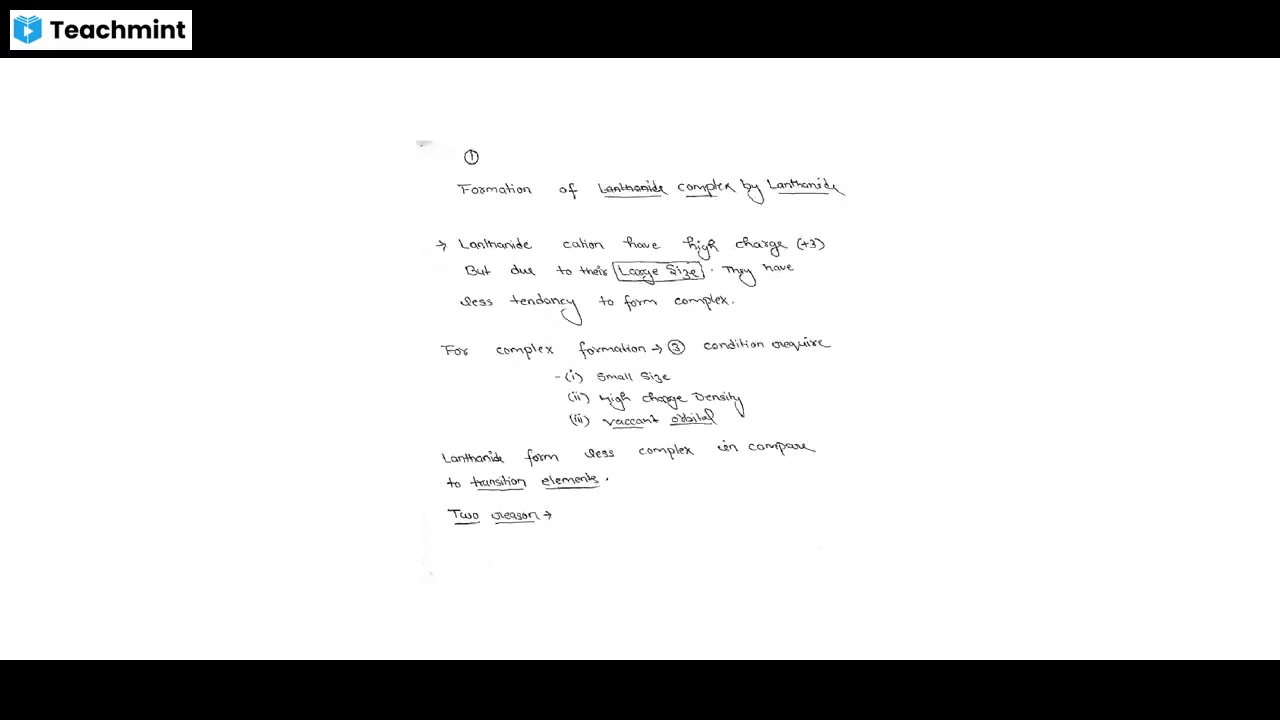 Teachmint
①
Formation of Lanthanide complex by Lanthanide
→ Lanthanide cation have high charge (+3)
But due to their Large Size. They have
less tendancy to form complex.
For complex formation → ③ condition require
-(i) Small Size
(ii) High charge Density
(iii) vaccant orbital
Lanthanide form less complex in compare
to transition elements.
Two reason →